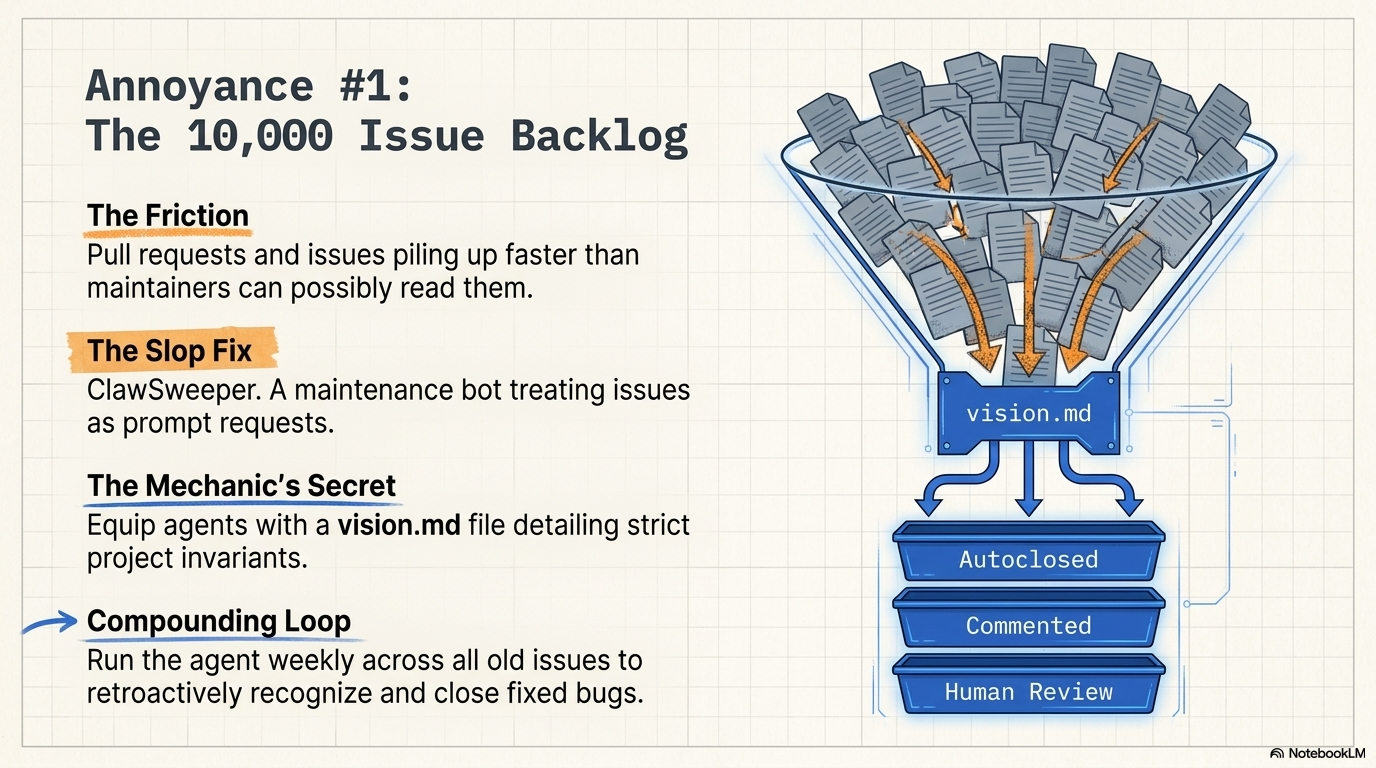 Annoyance #1:
The 10,000 Issue Backlog
The Friction
Pull requests and issues piling up faster than
maintainers can possibly read them.
The Slop Fix
ClawSweeper. A maintenance bot treating issues
as prompt requests.
The Mechanic's Secret
Equip agents with a vision.md file detailing strict
project invariants.
Compounding Loop
Run the agent weekly across all old issues to
retroactively recognize and close fixed bugs.
vision.md
Autoclosed
Commented
Human Review
NotebookLM